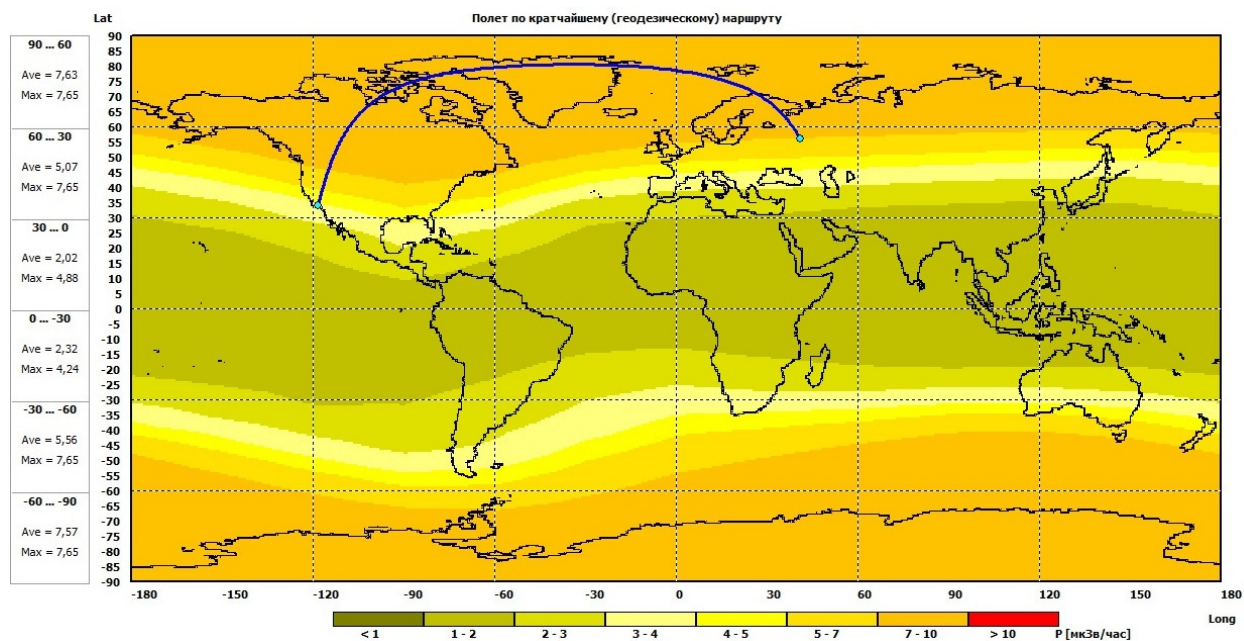 Lat
Полет по кратчайшему (геодезическому) маршруту
90 ... 60
Ave = 7,63
Max = 7,65
60 ... 30
Ave = 5,07
Max = 7,65
30 ... 0
Ave = 2,02
Max = 4,88
0 ... -30
Ave = 2,32
Max = 4,24
-30 ... -60
Ave = 5,56
Max = 7,65
-60 ... -90
Ave = 7,57
Max = 7,65
90
85
80
75
70
65
60
55
50
45
40
35
30
25
20
15
10
5
0
-5
-10
-15
-20
-25
-30
-35
-40
-45
-50
-55
-60
-65
-70
-75
-80
-85
-90
-180 -150 -120 -90 -60 -30 0 30 60 90 120 150 180
Long
< 1 1 - 2 2 - 3 3 - 4 4 - 5 5 - 7 7 - 10 > 10 P [мкЗв/час]